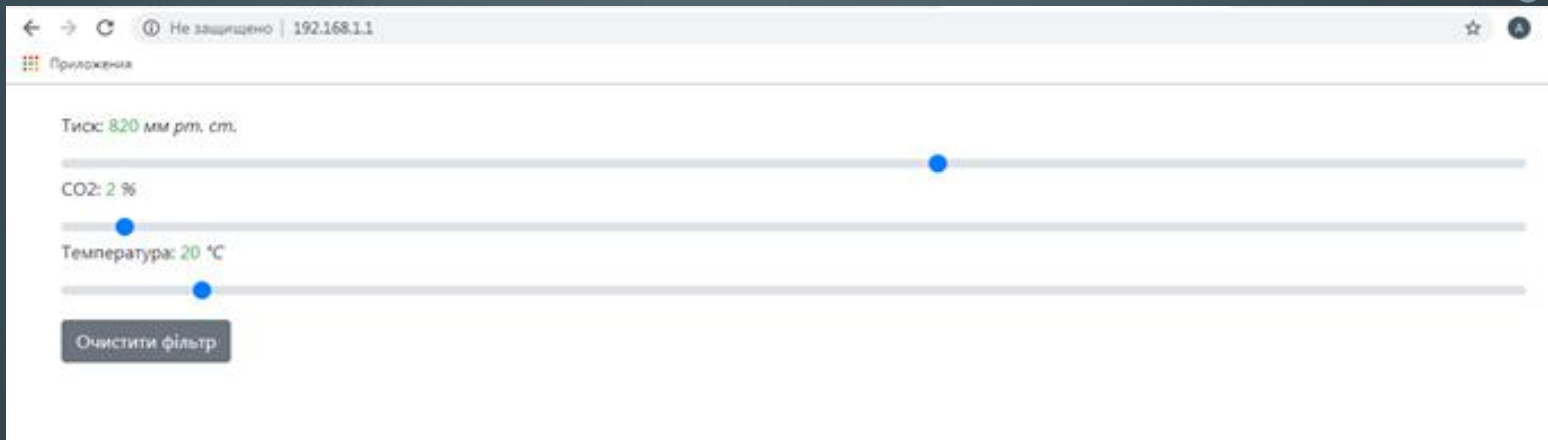 Не защищено | 192.168.1.1
A
Приложения
Тиск: 820 мм рт. ст.
CO2: 2 %
Температура: 20 °C
Очистити фільтр